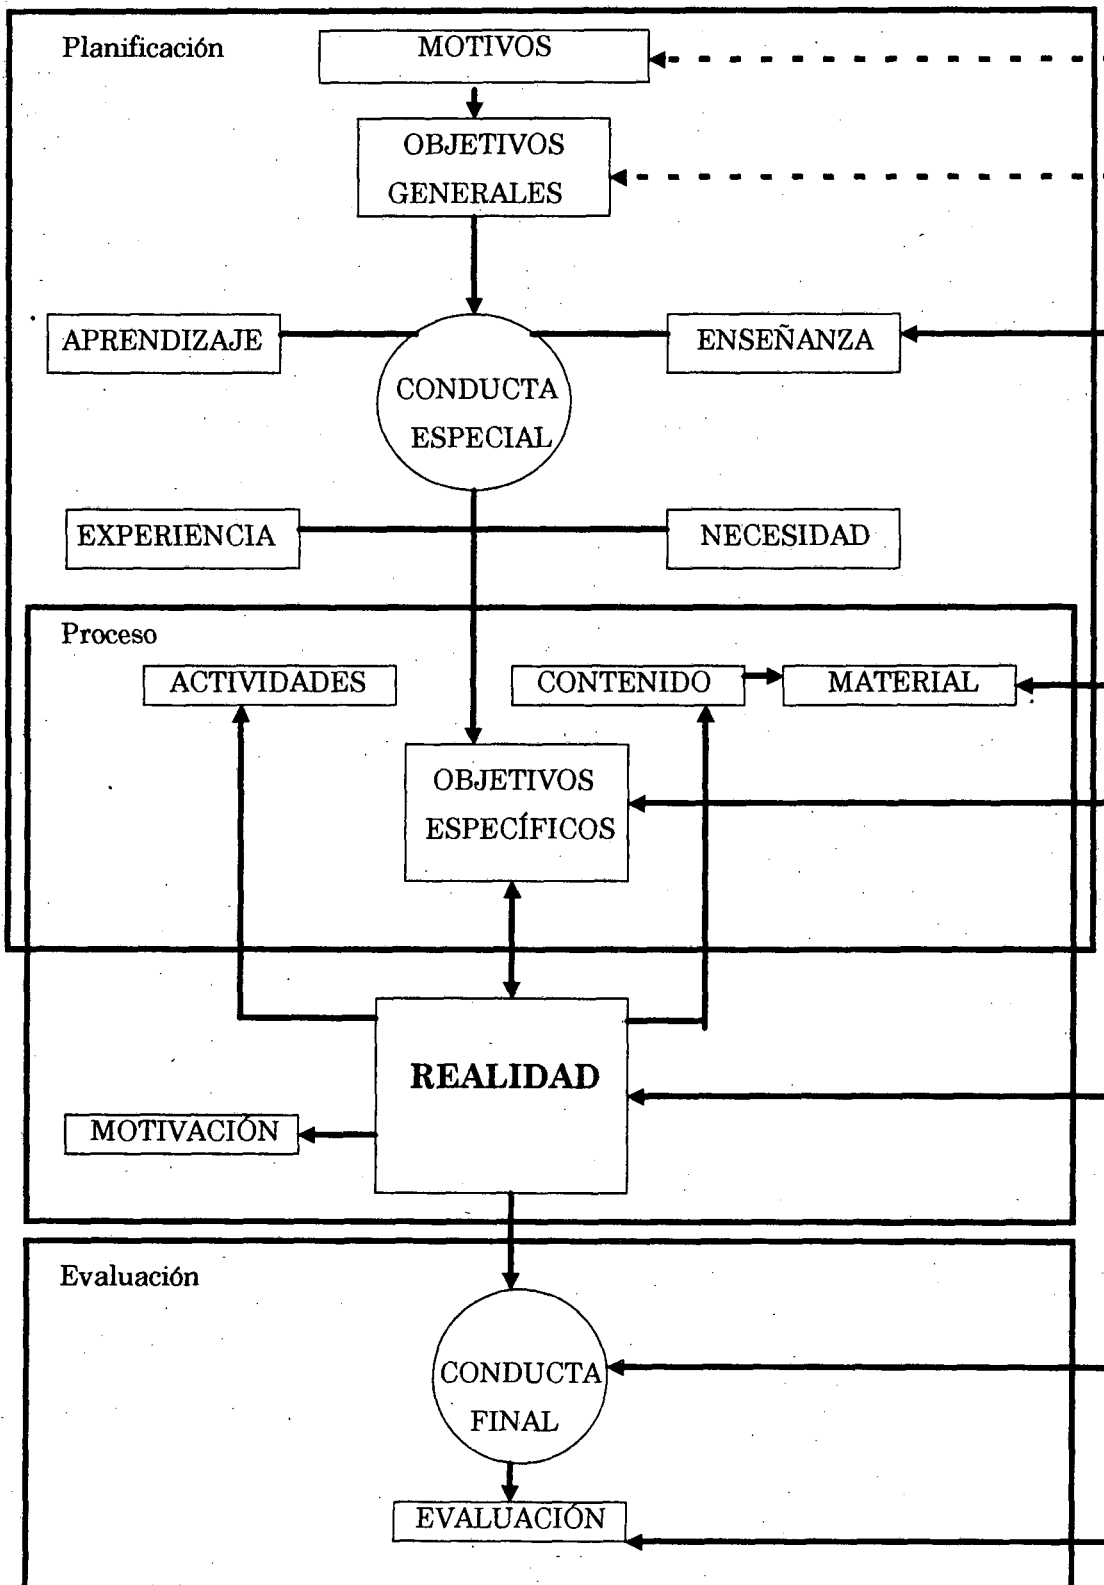 Planificación
MOTIVOS
OBJETIVOS
GENERALES
APRENDIZAJE
ENSEÑANZA
CONDUCTA
ESPECIAL
EXPERIENCIA
NECESIDAD
Proceso
ACTIVIDADES
CONTENIDO
MATERIAL
OBJETIVOS
ESPECÍFICOS
REALIDAD
MOTIVACIÓN
Evaluación
CONDUCTA
FINAL
EVALUACIÓN